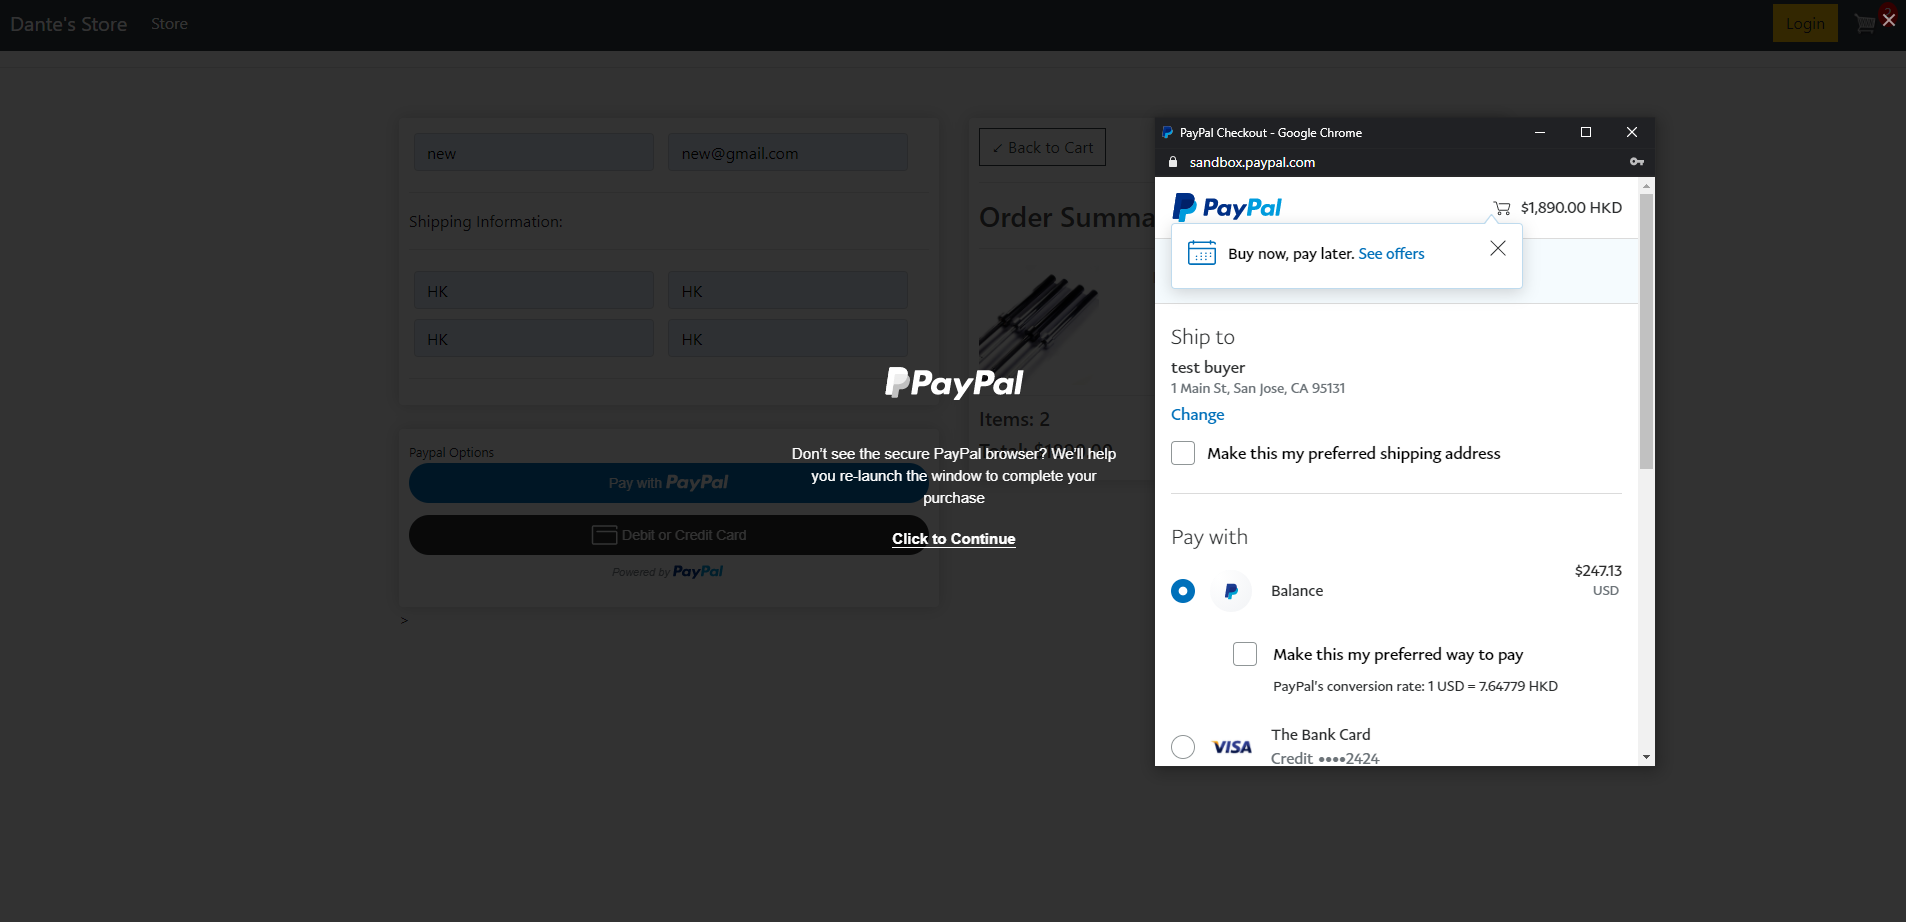 Dante's Store
Store
Login
2
new
new@gmail.com
Shipping Information:
HK
HK
HK
HK
Paypal Options
Pay with PayPal
Debit or Credit Card
Powered by PayPal
>
✓ Back to Cart
Order Summa
Items: 2
Total: $1890.00
PayPal
Don't see the secure PayPal browser? We'll help
you re-launch the window to complete your
purchase
Click to Continue
PayPal Checkout - Google Chrome
sandbox.paypal.com
PayPal
$1,890.00 HKD
Buy now, pay later. See offers
Ship to
test buyer
1 Main St, San Jose, CA 95131
Change
Make this my preferred shipping address
Pay with
Balance
$247.13
USD
Make this my preferred way to pay
PayPal's conversion rate: 1 USD = 7.64779 HKD
VISA
The Bank Card
Credit ••••2424